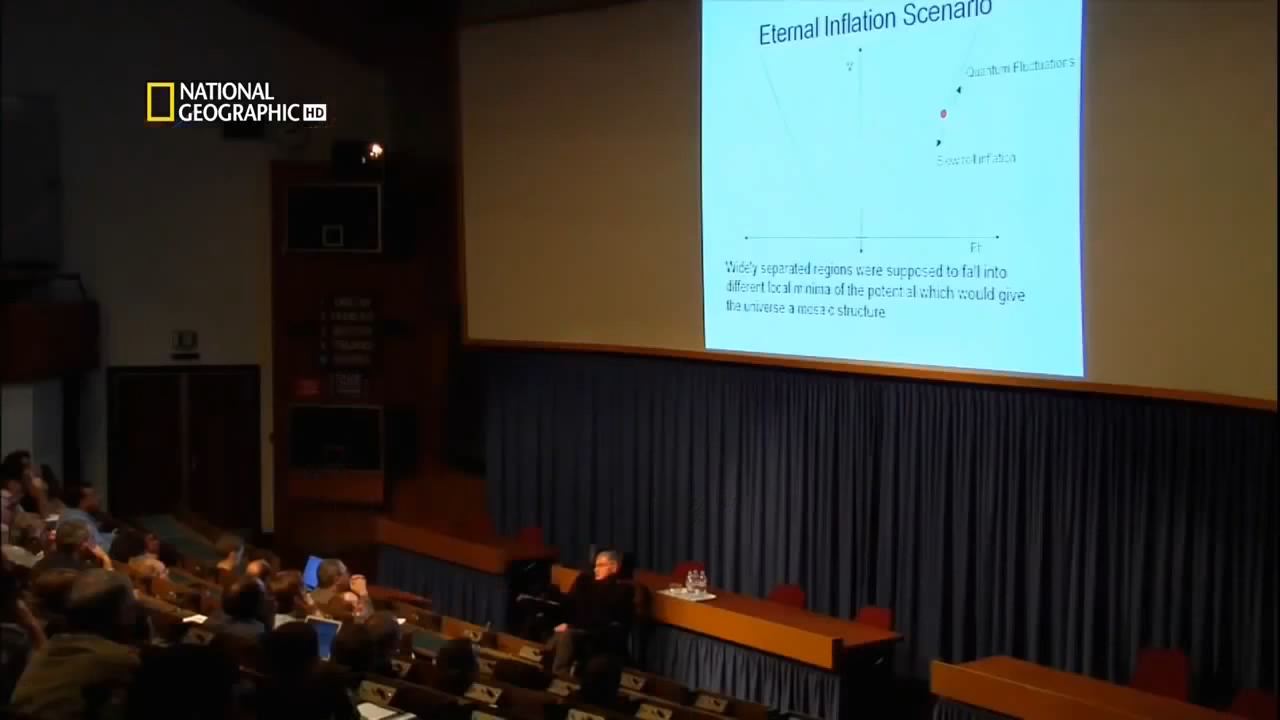 Eternal Inflation Scenario
NATIONAL
GEOGRAPHIC HD
V
Quantum Fluctuations
Slow roll inflation
Widely separated regions were supposed to fall into
different local minima of the potential which would give
the universe a mosaic structure